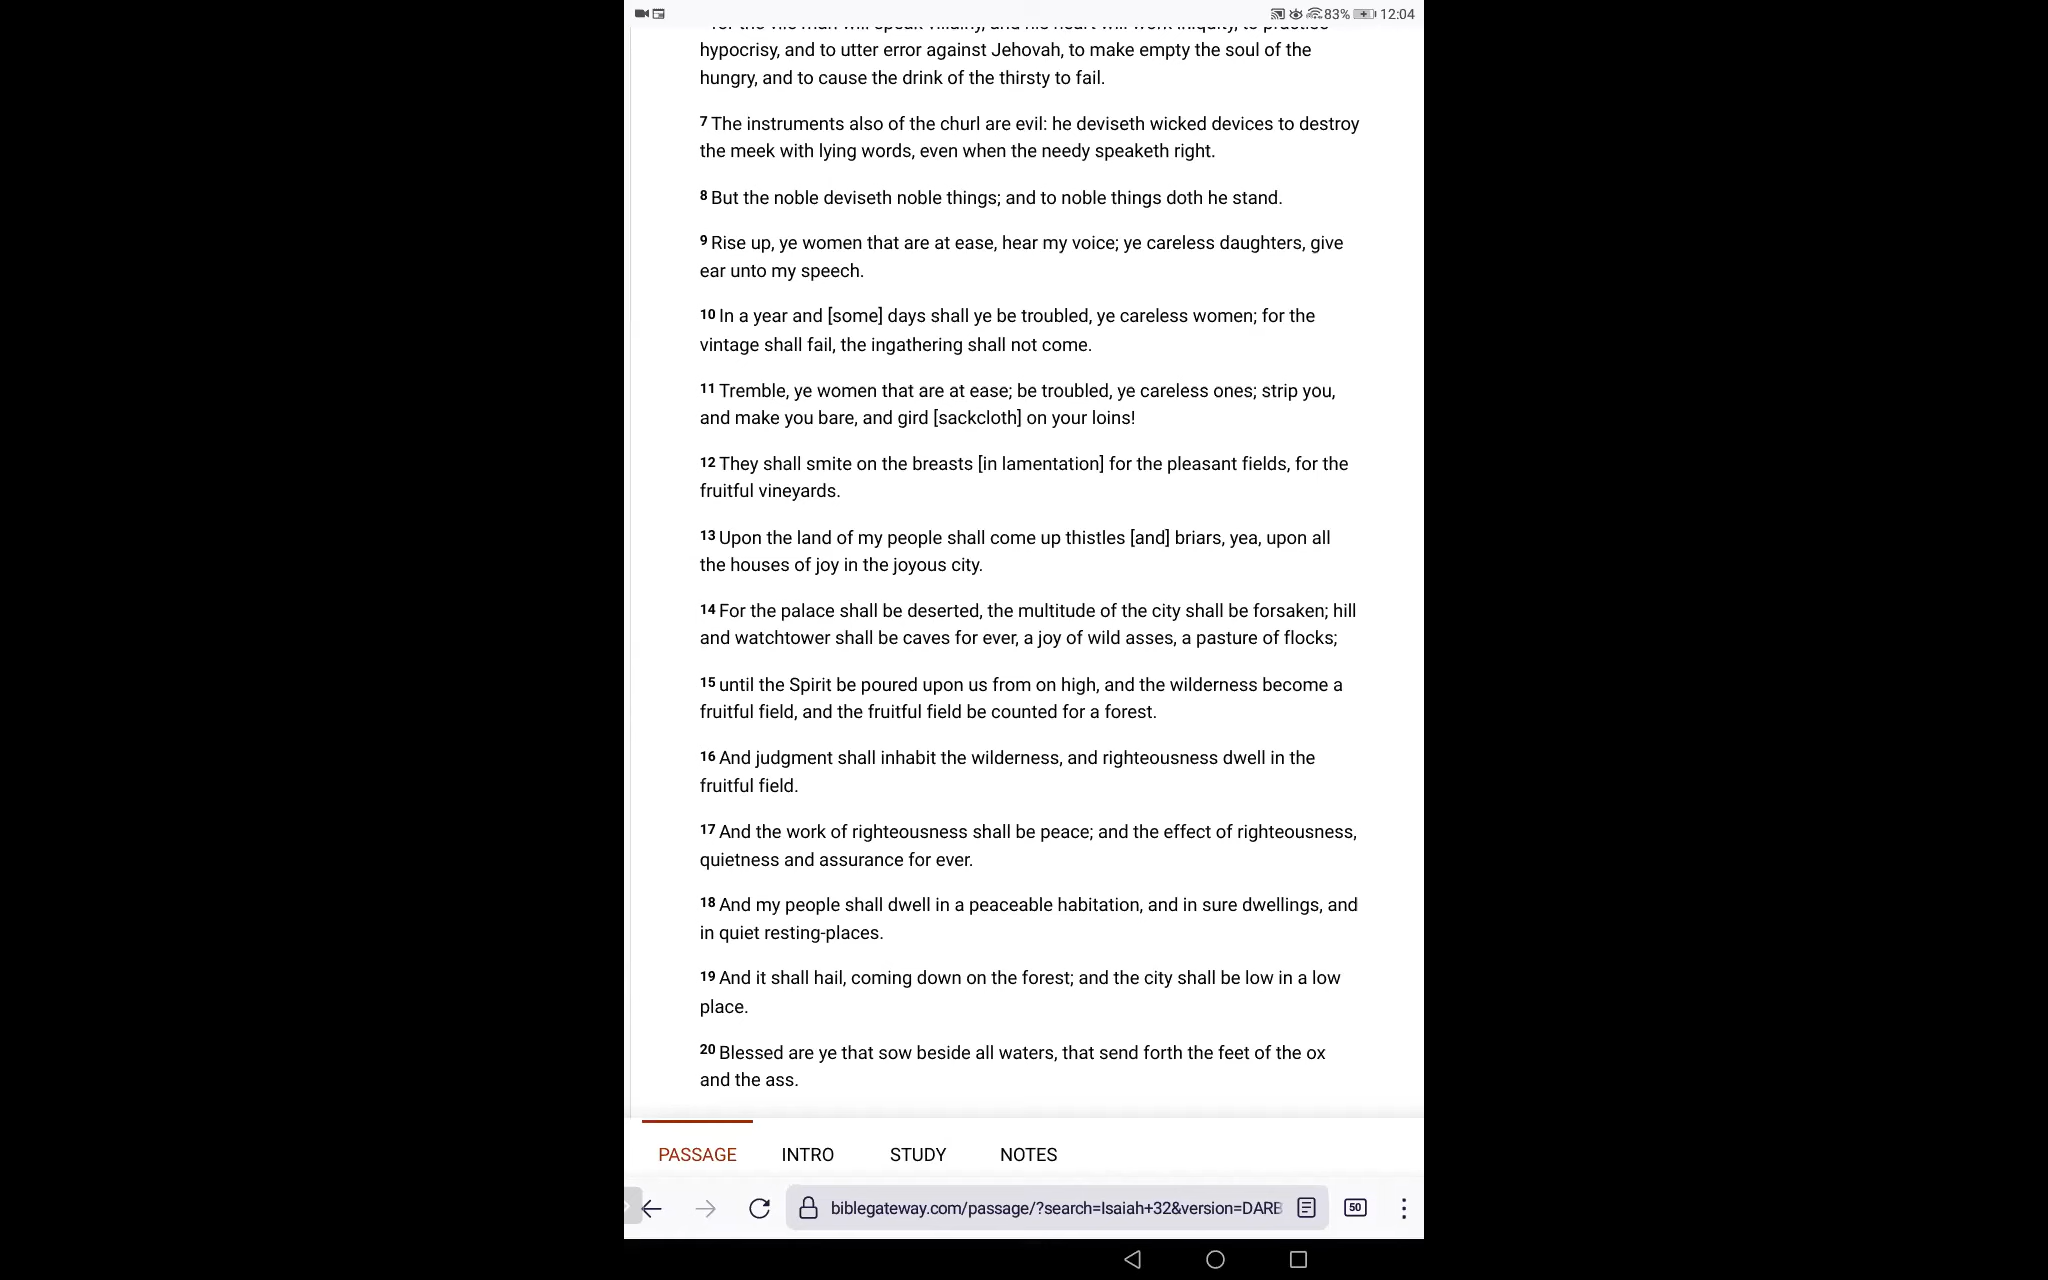 83% 12:04
for the vile man will speak villainy, and his heart will work iniquity, to practise
hypocrisy, and to utter error against Jehovah, to make empty the soul of the
hungry, and to cause the drink of the thirsty to fail.
7 The instruments also of the churl are evil: he deviseth wicked devices to destroy
the meek with lying words, even when the needy speaketh right.
8 But the noble deviseth noble things; and to noble things doth he stand.
9 Rise up, ye women that are at ease, hear my voice; ye careless daughters, give
ear unto my speech.
10 In a year and [some] days shall ye be troubled, ye careless women; for the
vintage shall fail, the ingathering shall not come.
11 Tremble, ye women that are at ease; be troubled, ye careless ones; strip you,
and make you bare, and gird [sackcloth] on your loins!
12 They shall smite on the breasts [in lamentation] for the pleasant fields, for the
fruitful vineyards.
13 Upon the land of my people shall come up thistles [and] briars, yea, upon all
the houses of joy in the joyous city.
14 For the palace shall be deserted, the multitude of the city shall be forsaken; hill
and watchtower shall be caves for ever, a joy of wild asses, a pasture of flocks;
15 until the Spirit be poured upon us from on high, and the wilderness become a
fruitful field, and the fruitful field be counted for a forest.
16 And judgment shall inhabit the wilderness, and righteousness dwell in the
fruitful field.
17 And the work of righteousness shall be peace; and the effect of righteousness,
quietness and assurance for ever.
18 And my people shall dwell in a peaceable habitation, and in sure dwellings, and
in quiet resting-places.
19 And it shall hail, coming down on the forest; and the city shall be low in a low
place.
20 Blessed are ye that sow beside all waters, that send forth the feet of the ox
and the ass.
PASSAGE INTRO STUDY NOTES
biblegateway.com/passage/?search=Isaiah+32&version=DARB 50